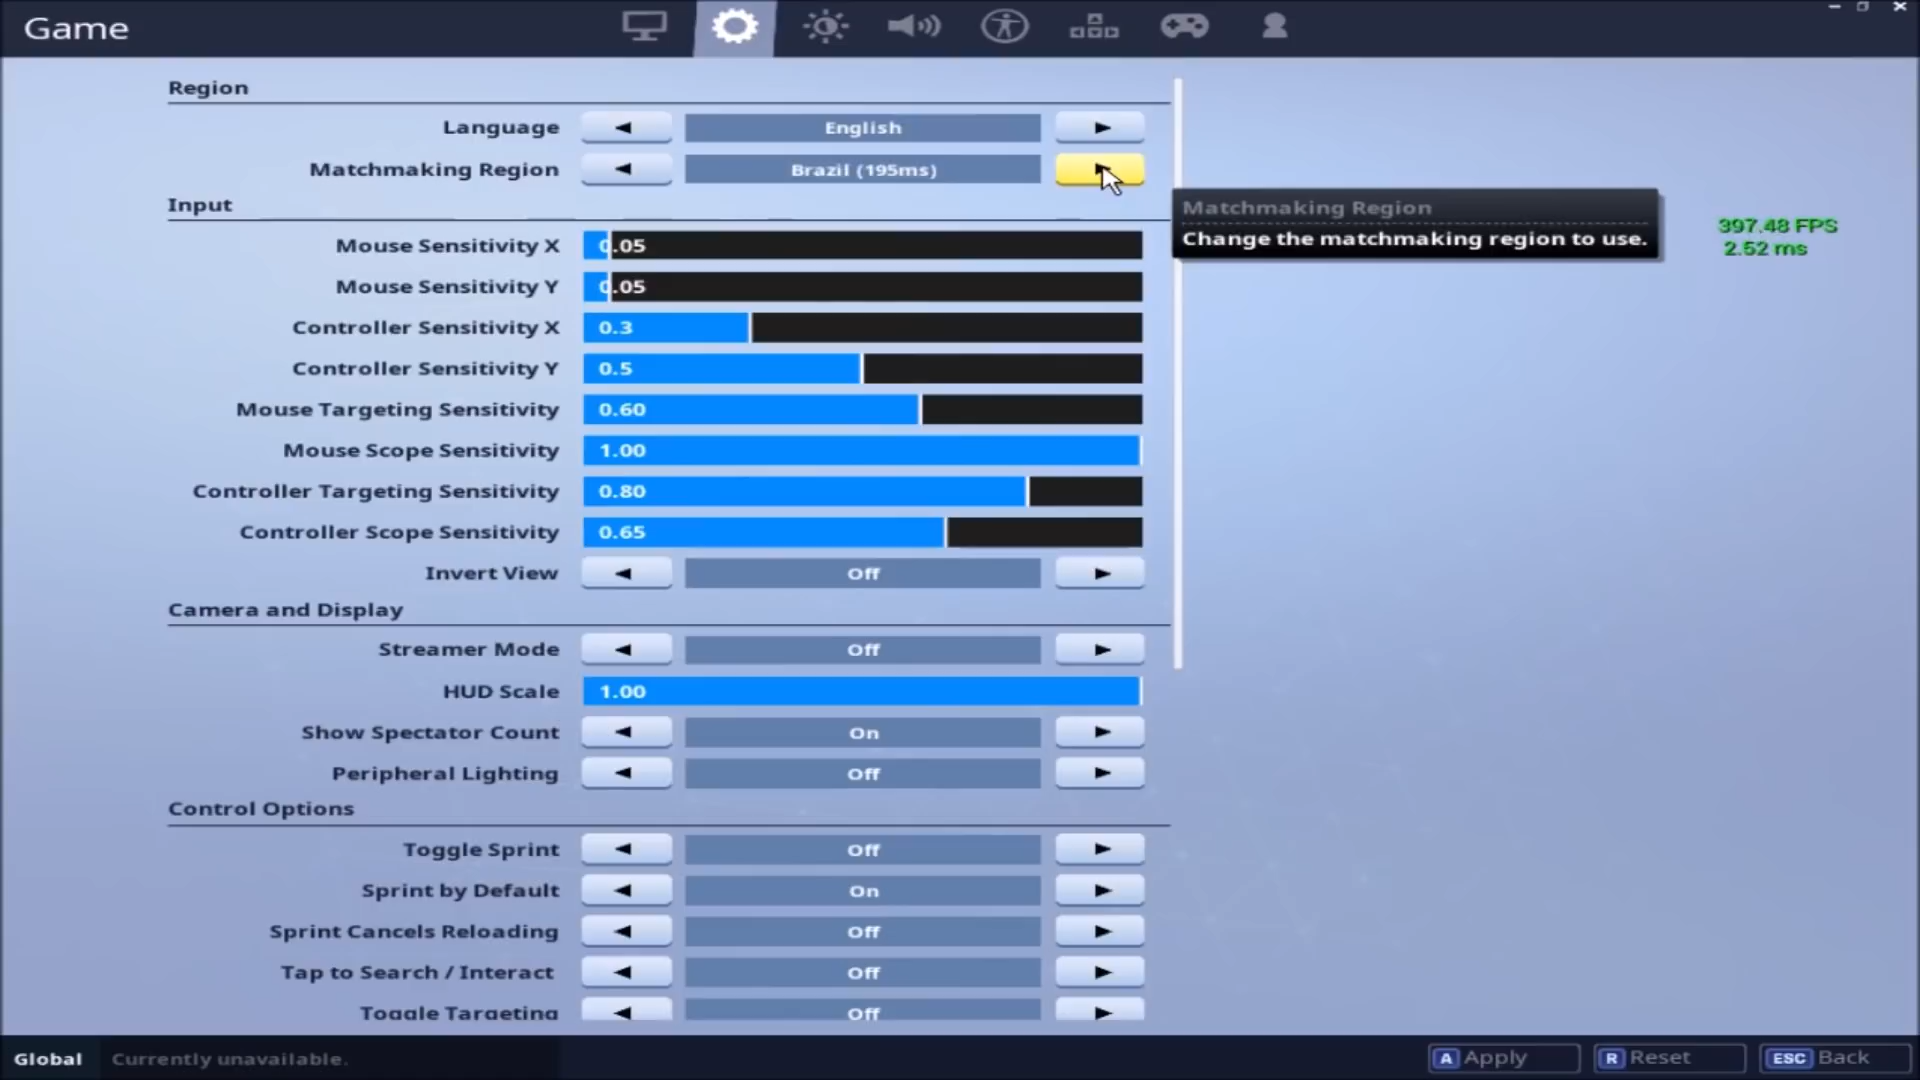 Game
Region
Language
English
Matchmaking Region
Brazil (195ms)
Matchmaking Region
Change the matchmaking region to use.
397.48 FPS
2.52 ms
Input
Mouse Sensitivity X
0.05
Mouse Sensitivity Y
0.05
Controller Sensitivity X
0.3
Controller Sensitivity Y
0.5
Mouse Targeting Sensitivity
0.60
Mouse Scope Sensitivity
1.00
Controller Targeting Sensitivity
0.80
Controller Scope Sensitivity
0.65
Invert View
Off
Camera and Display
Streamer Mode
Off
HUD Scale
1.00
Show Spectator Count
On
Peripheral Lighting
Off
Control Options
Toggle Sprint
Off
Sprint by Default
On
Sprint Cancels Reloading
Off
Tap to Search / Interact
Off
Toggle Targeting
Off
Global
Currently unavailable.
A Apply
R Reset
ESC Back